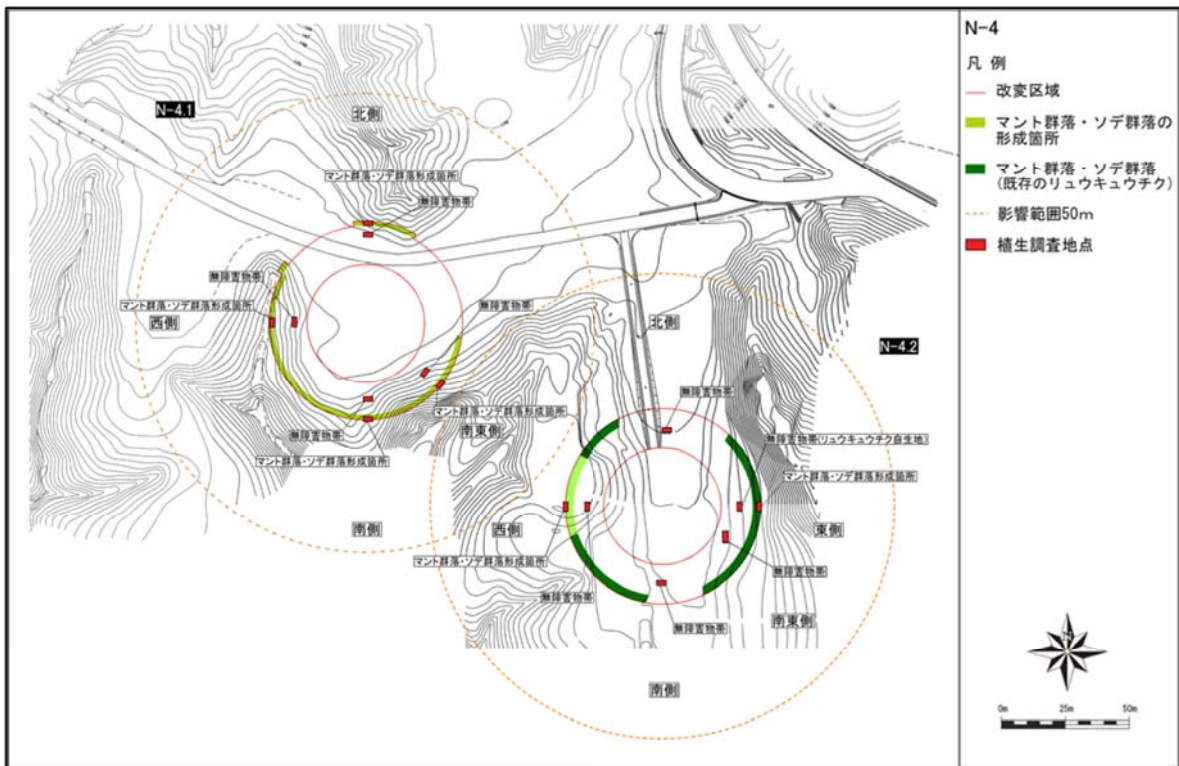 N-4
凡 例
改変区域
マント群落・ソデ群落の
形成箇所
マント群落・ソデ群落
(既存のリュウキュウチク)
影響範囲50m
植生調査地点
N-4.1
北側
マント群落・ソデ群落形成箇所
無障害物帯
無障害物帯
マント群落・ソデ群落形成箇所
西側
無障害物帯
北側
N-4.2
無障害物帯
マント群落・ソデ群落形成箇所
南東側
無障害物帯
無障害物帯(リュウキュウチク自生地)
マント群落・ソデ群落形成箇所
マント群落・ソデ群落形成箇所
南側
西側
東側
マント群落・ソデ群落形成箇所
無障害物帯
無障害物帯
無障害物帯
南東側
南側
0m 25m 50m